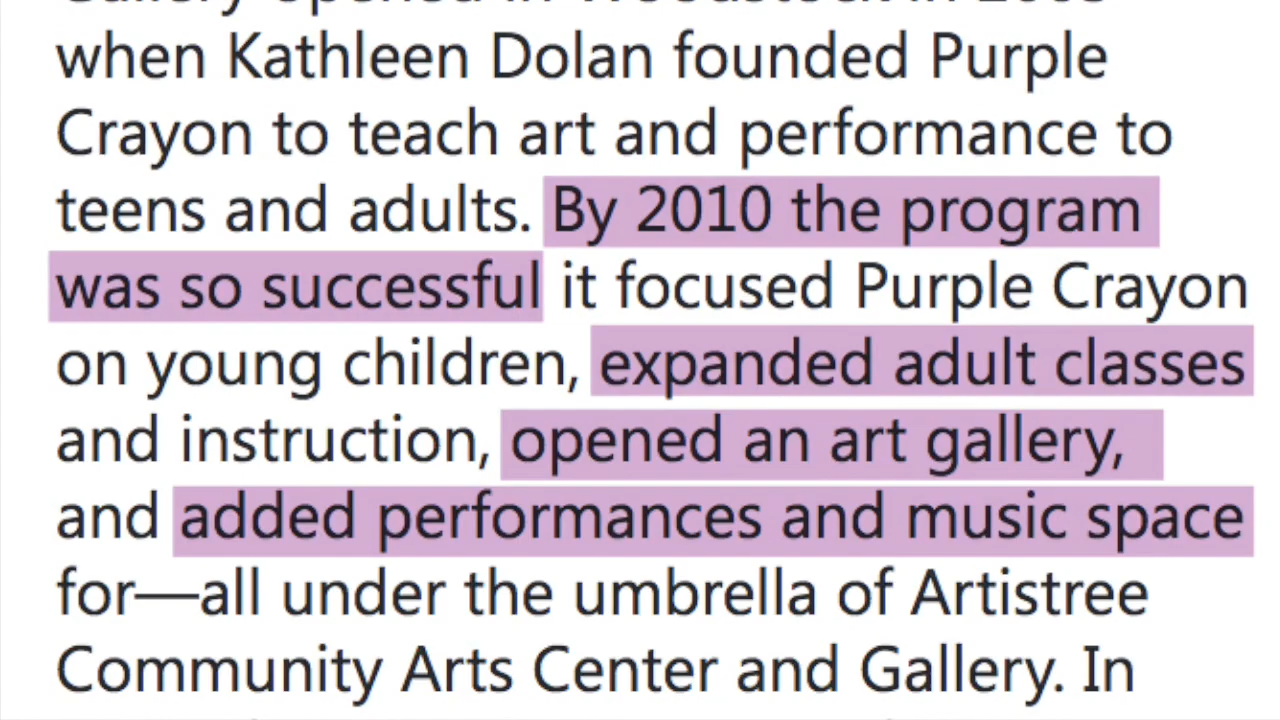 when Kathleen Dolan founded Purple
Crayon to teach art and performance to
teens and adults. By 2010 the program
was so successful it focused Purple Crayon
on young children, expanded adult classes
and instruction, opened an art gallery,
and added performances and music space
for—all under the umbrella of Artistree
Community Arts Center and Gallery. In